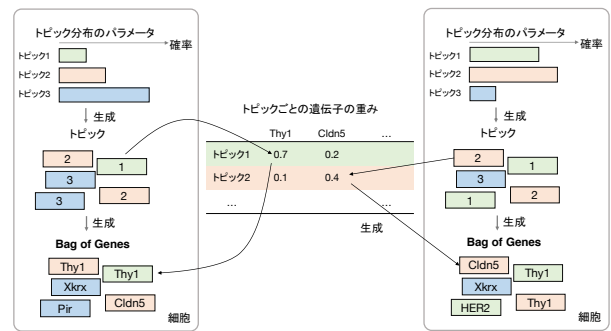 トピック分布のパラメータ
確率
トピック1
トピック2
トピック3
生成
トピック
2
1
3
3
2
生成
Bag of Genes
Thy1
Thy1
Xkrx
Pir
Cldn5
細胞
トピックごとの遺伝子の重み
Thy1 Cldn5 …
トピック1 0.7 0.2
トピック2 0.1 0.4
… …
生成
トピック分布のパラメータ
確率
トピック1
トピック2
トピック3
生成
トピック
2
1
3
2
1
生成
Bag of Genes
Cldn5
Thy1
Xkrx
HER2
Thy1
細胞